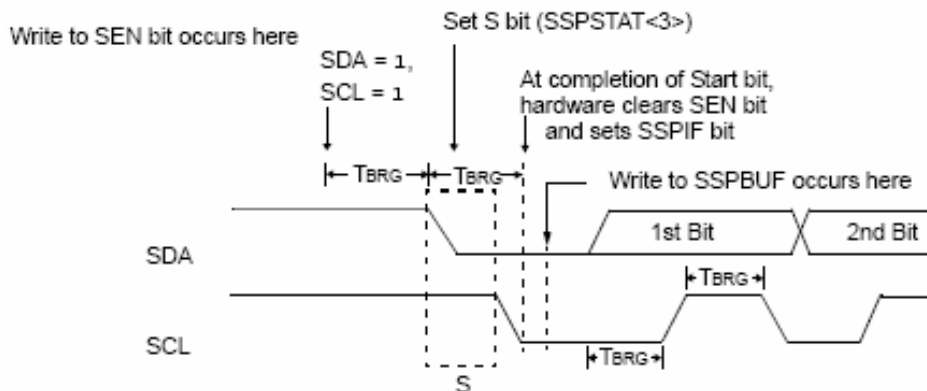 Write to SEN bit occurs here
Set S bit (SSPSTAT<3>)
SDA = 1,
SCL = 1
At completion of Start bit,
hardware clears SEN bit
and sets SSPIF bit
TBRG
TBRG
Write to SSPBUF occurs here
SDA
1st Bit
2nd Bit
TBRG
SCL
TBRG
S